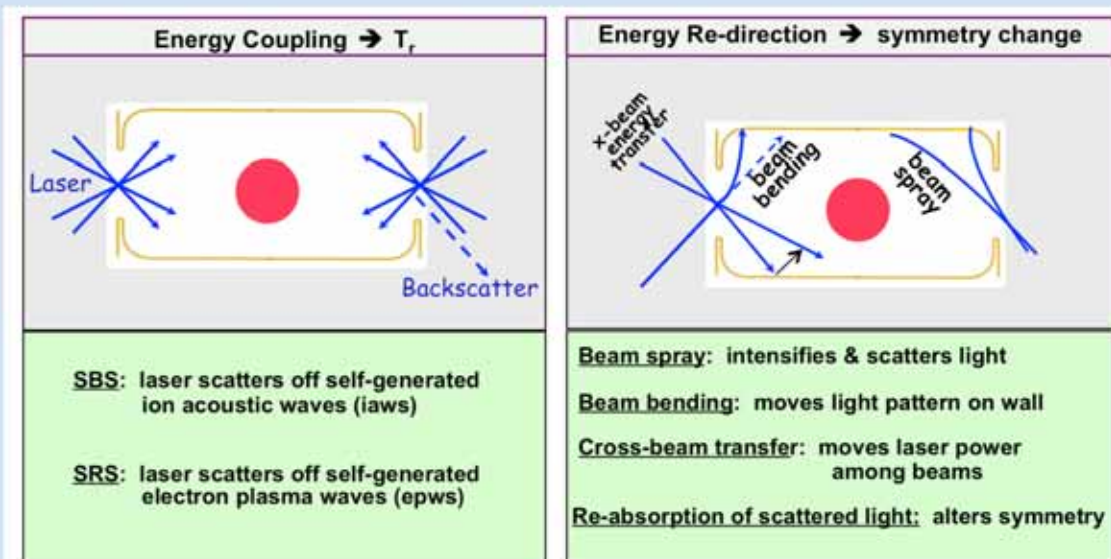 Energy Coupling ➔ Tr
Laser
Backscatter
SBS: laser scatters off self-generated
ion acoustic waves (iaws)
SRS: laser scatters off self-generated
electron plasma waves (epws)
Energy Re-direction ➔ symmetry change
x-beam
energy
transfer
beam
bending
beam
spray
Beam spray: intensifies & scatters light
Beam bending: moves light pattern on wall
Cross-beam transfer: moves laser power
among beams
Re-absorption of scattered light: alters symmetry